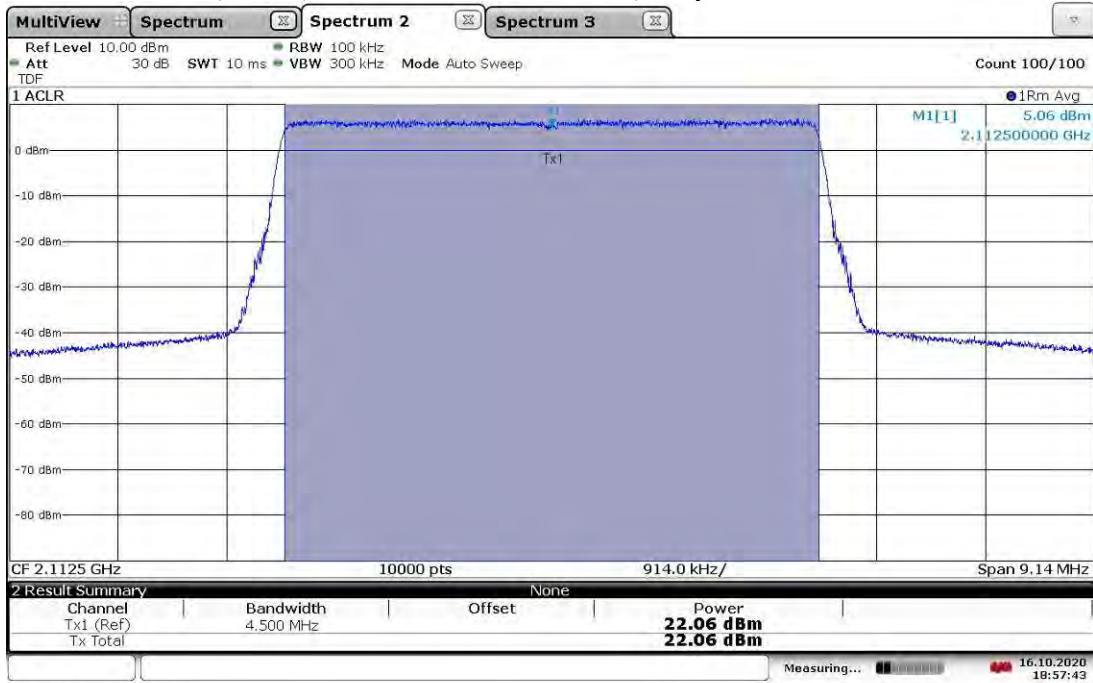 MultiView Spectrum Spectrum 2 Spectrum 3
Ref Level 10.00 dBm RBW 100 kHz
Att 30 dB SWT 10 ms VBW 300 kHz Mode Auto Sweep Count 100/100
TDF
1 ACLR 1Rm Avg
M1[1] 5.06 dBm
2.112500000 GHz
0 dBm
Tx1
-10 dBm
-20 dBm
-30 dBm
-40 dBm
-50 dBm
-60 dBm
-70 dBm
-80 dBm
CF 2.1125 GHz 10000 pts 914.0 kHz/ Span 9.14 MHz
2 Result Summary None
Channel Bandwidth Offset Power
Tx1 (Ref) 4.500 MHz 22.06 dBm
Tx Total 22.06 dBm
Measuring... 16.10.2020
18:57:43